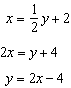 x = 1/2 y + 2
2x = y + 4
y = 2x − 4